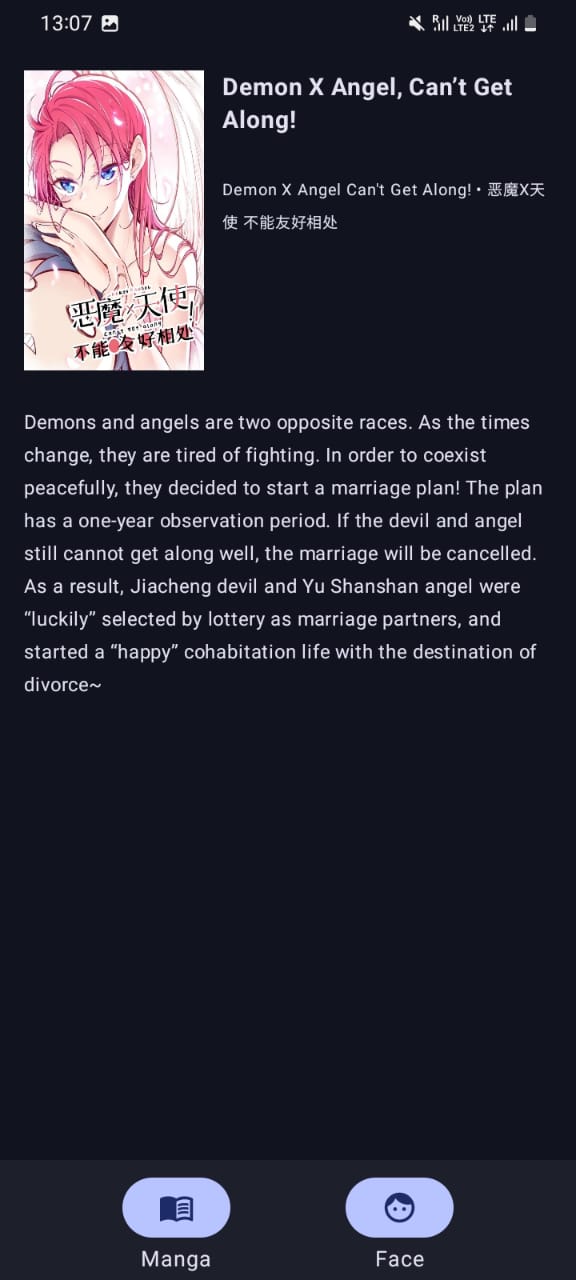 13:07
R
Vo)) LTE
LTE2
Demon X Angel, Can’t Get
Along!
Demon X Angel Can't Get Along! • 恶魔X天
使 不能友好相处
恶魔×天使!
不能友好相处
Demons and angels are two opposite races. As the times
change, they are tired of fighting. In order to coexist
peacefully, they decided to start a marriage plan! The plan
has a one-year observation period. If the devil and angel
still cannot get along well, the marriage will be cancelled.
As a result, Jiacheng devil and Yu Shanshan angel were
“luckily” selected by lottery as marriage partners, and
started a “happy” cohabitation life with the destination of
divorce~
Manga
Face